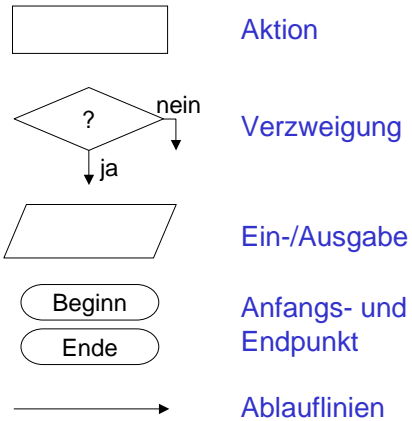 Aktion
? nein
ja
Verzweigung
Ein-/Ausgabe
Beginn
Ende
Anfangs- und
Endpunkt
Ablauflinien